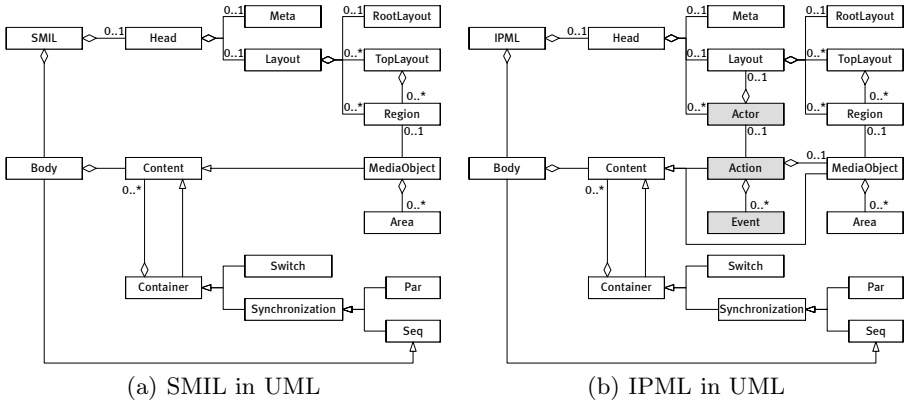 SMIL
0..1
Head
0..1
Meta
0..1
Layout
0..1
RootLayout
0..*
TopLayout
0..*
0..*
Region
0..1
Body
Content
MediaObject
0..*
0..*
Area
Container
Switch
Synchronization
Par
Seq
(a) SMIL in UML
IPML
0..1
Head
0..1
Meta
0..1
Layout
0..1
0..1
RootLayout
0..*
TopLayout
0..*
0..*
Actor
0..*
Region
0..1
0..1
Body
Content
Action
0..1
MediaObject
0..*
0..*
0..*
Event
Area
Container
Switch
Synchronization
Par
Seq
(b) IPML in UML